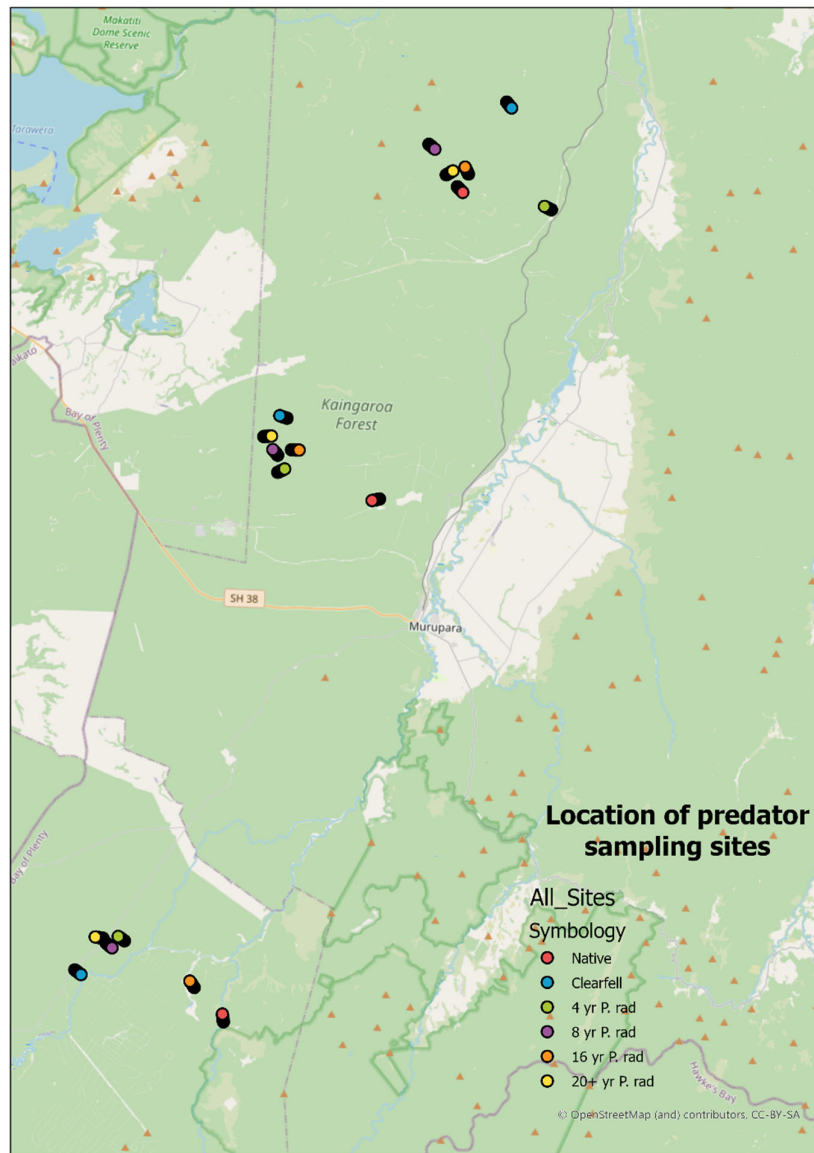 Makatiti
Dome Scenic
Reserve
Tarawera
aikato
Bay of Plenty
Kaingaroa
Forest
SH 38
Murupara
Bay of Plenty
Location of predator
sampling sites
All_Sites
Symbology
Native
Clearfell
4 yr P. rad
8 yr P. rad
16 yr P. rad
20+ yr P. rad
Hawke's Bay
© OpenStreetMap (and) contributors, CC-BY-SA